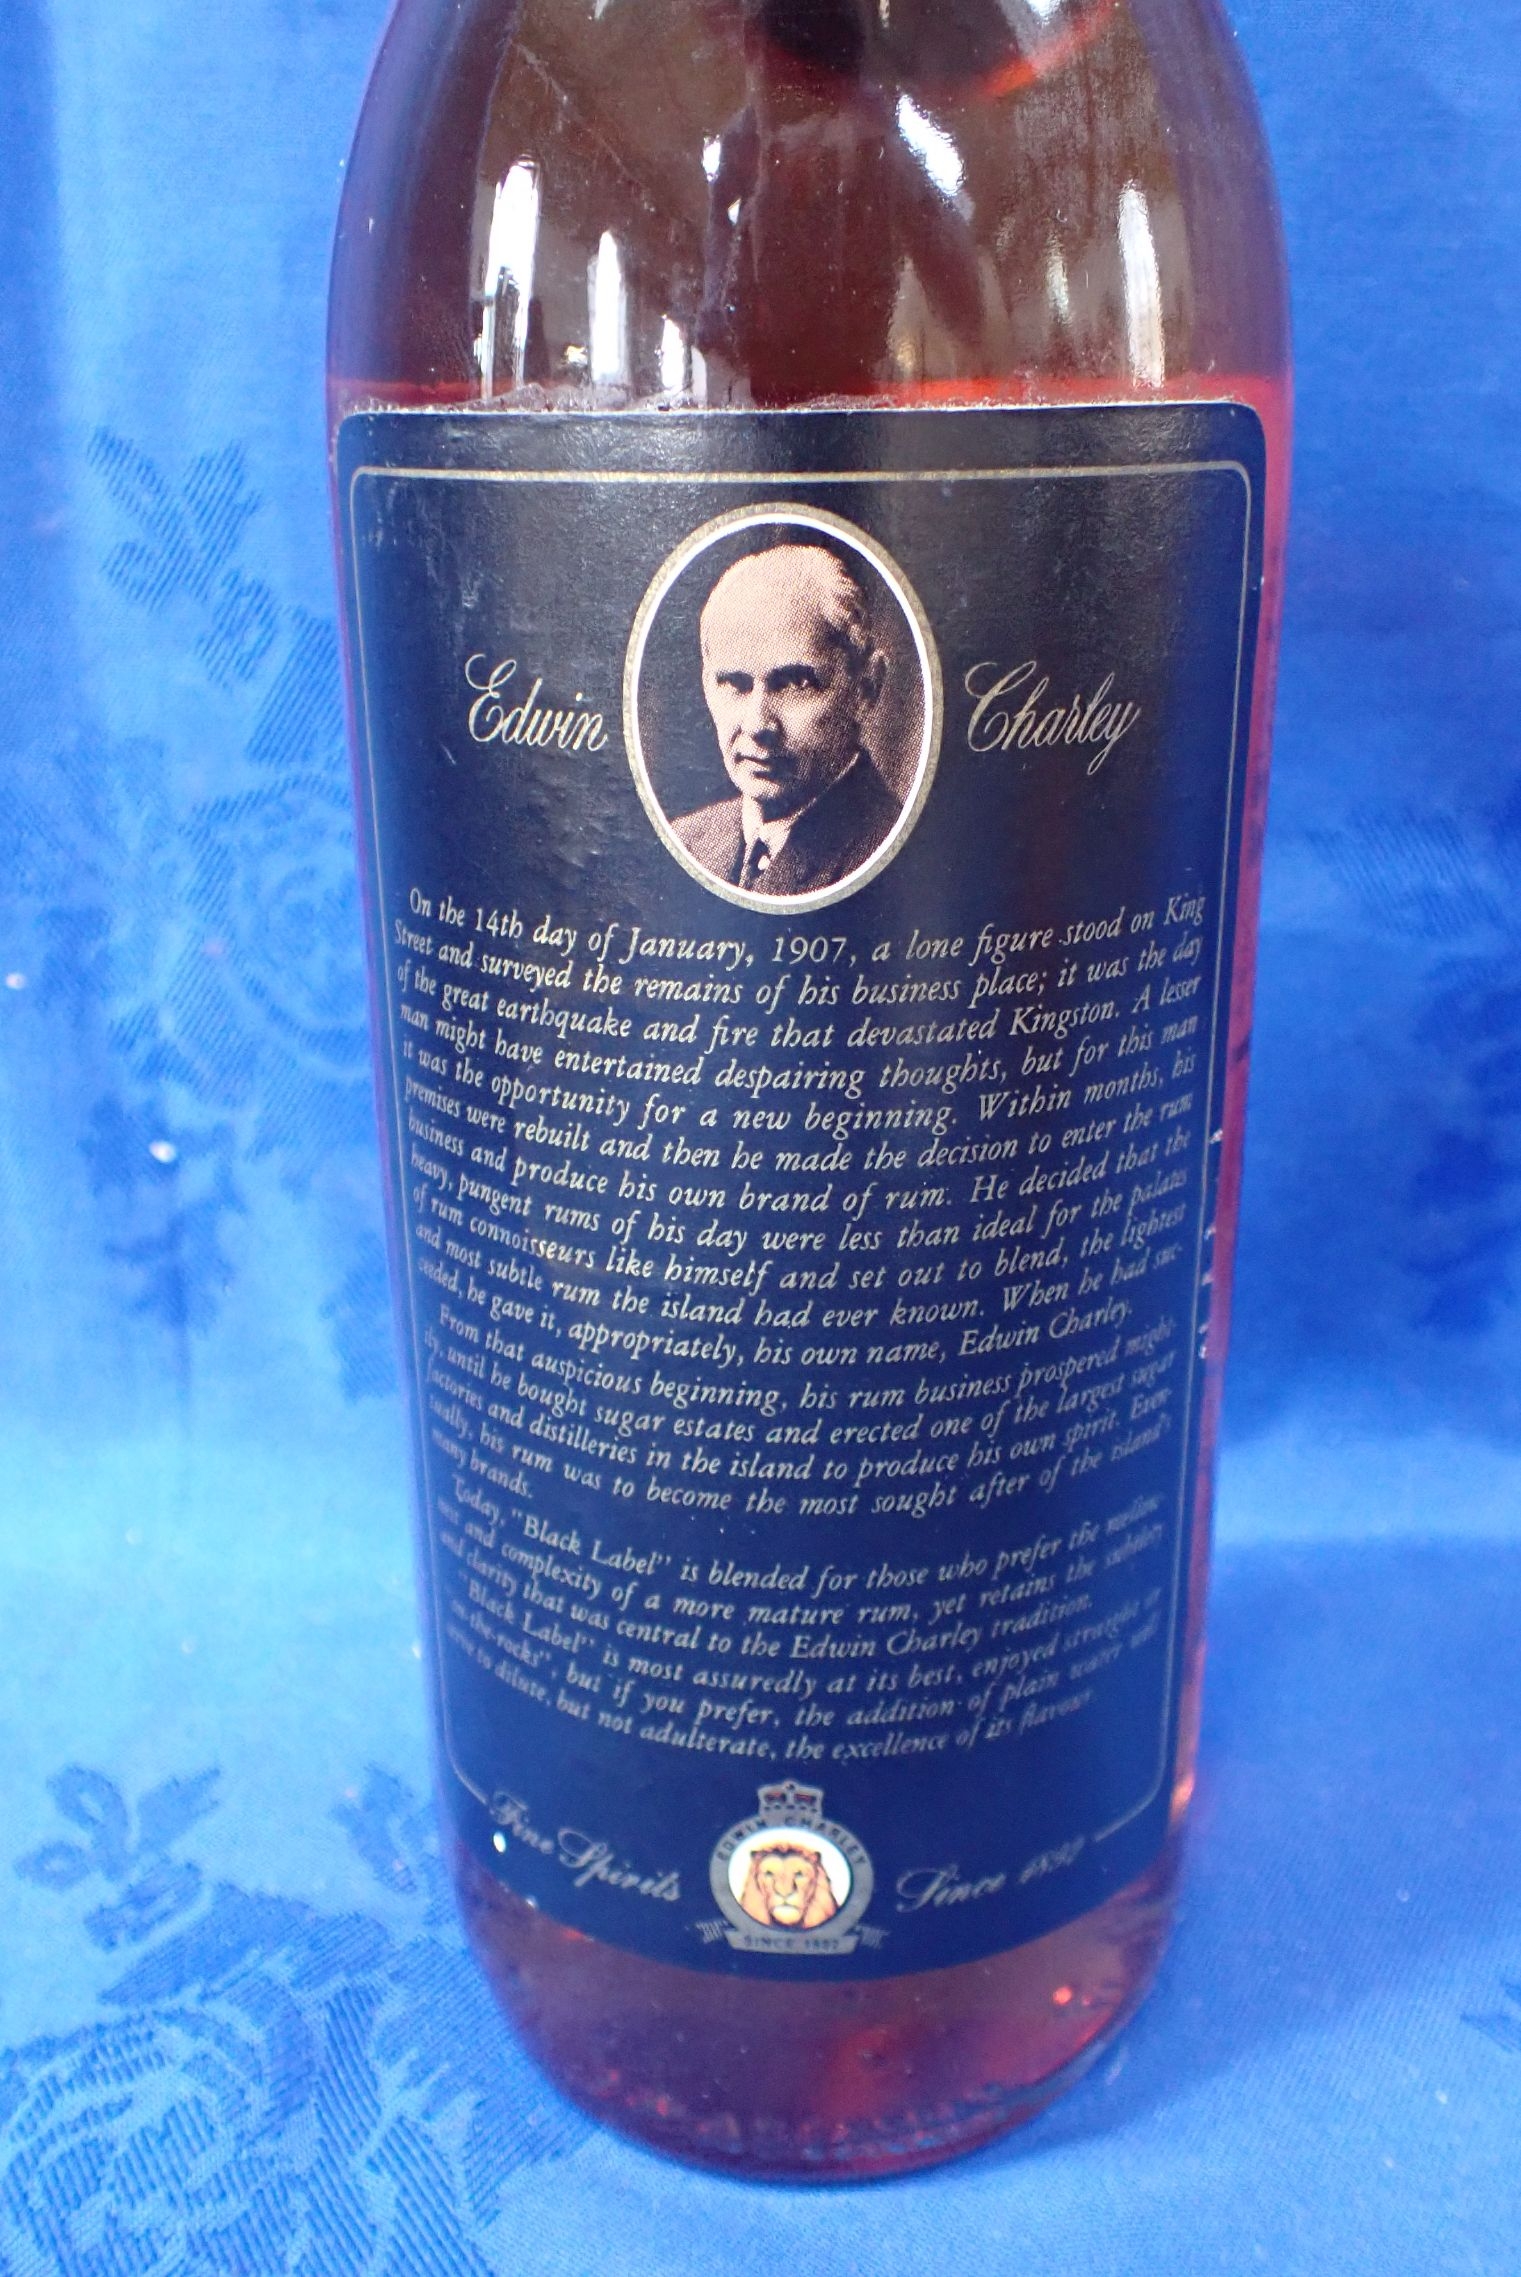 Edwin Charley
On the 14th day of January, 1907, a lone figure stood on King
Street and surveyed the remains of his business place; it was the day
of the great earthquake and fire that devastated Kingston. A lesser
man might have entertained despairing thoughts, but for this man
it was the opportunity for a new beginning. Within months, his
premises were rebuilt and then he made the decision to enter the rum
business and produce his own brand of rum. He decided that the
heavy, pungent rums of his day were less than ideal for the palates
of rum connoisseurs like himself and set out to blend, the lightest
and most subtle rum the island had ever known. When he had suc-
ceeded, he gave it, appropriately, his own name, Edwin Charley.
From that auspicious beginning, his rum business prospered might-
ily, until he bought sugar estates and erected one of the largest sugar
factories and distilleries in the island to produce his own spirit. Even-
tually, his rum was to become the most sought after of the island's
many brands.
Today, "Black Label" is blended for those who prefer the mellow-
ness and complexity of a more mature rum, yet retains the subtlety
and clarity that was central to the Edwin Charley tradition.
"Black Label" is most assuredly at its best, enjoyed straight or
on-the-rocks", but if you prefer, the addition of plain water will
serve to dilute, but not adulterate, the excellence of its flavour.
EDWIN CHARLEY
Fine Spirits Since 1892
SINCE 1892